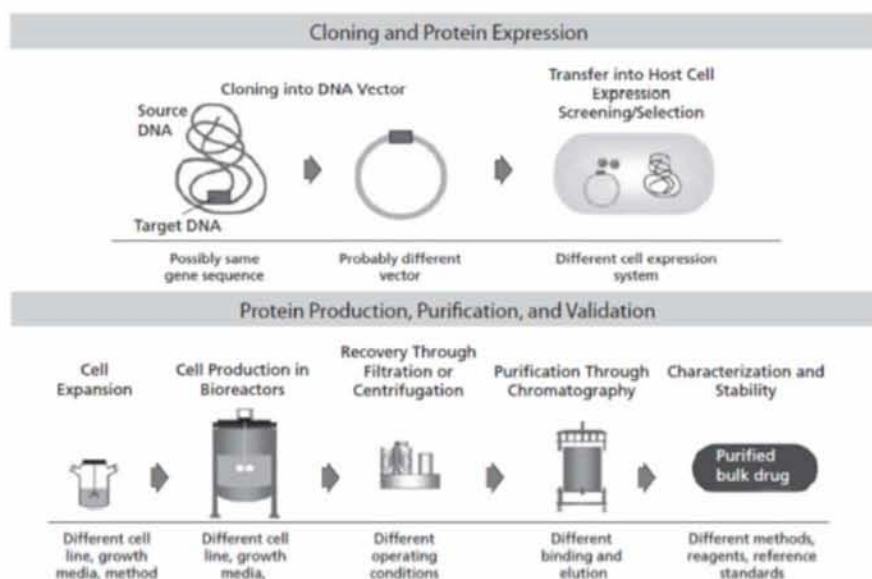 Cloning and Protein Expression
Cloning into DNA Vector
Source
DNA
Target DNA
Transfer into Host Cell
Expression
Screening/Selection
Possibly same
gene sequence
Probably different
vector
Different cell expression
system
Protein Production, Purification, and Validation
Cell
Expansion
Cell Production in
Bioreactors
Recovery Through
Filtration or
Centrifugation
Purification Through
Chromatography
Characterization and
Stability
Purified
bulk drug
Different cell
line, growth
media, method
Different cell
line, growth
media,
Different
operating
conditions
Different
binding and
elution
Different methods,
reagents, reference
standards